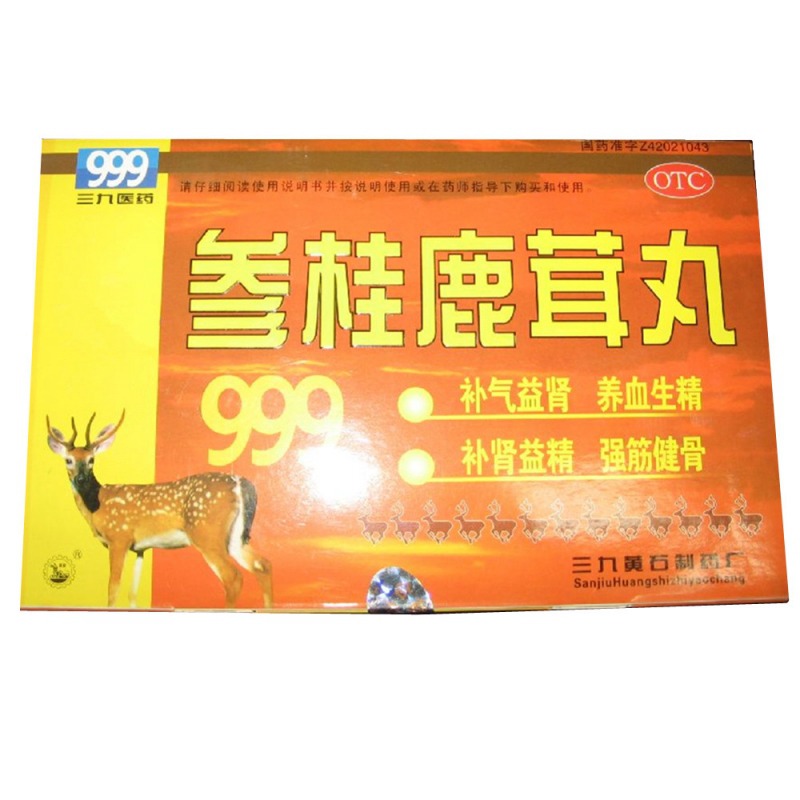 国药准字Z42021043
999
三九医药
OTC
请仔细阅读使用说明书并按说明使用或在药师指导下购买和使用
参桂鹿茸丸
999
补气益肾 养血生精
补肾益精 强筋健骨
三九黄石制药厂
SanjiuHuangshizhiyaochang
®